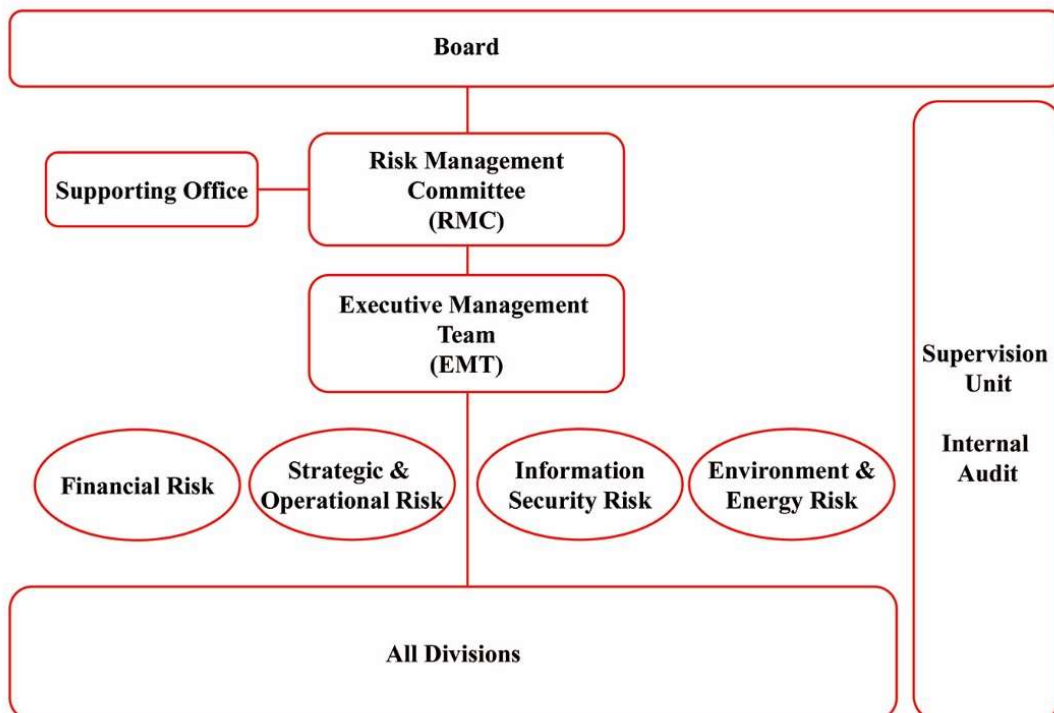 Board
Risk Management
Committee
(RMC)
Supporting Office
Executive Management
Team
(EMT)
Financial Risk
Strategic &
Operational Risk
Information
Security Risk
Environment &
Energy Risk
All Divisions
Supervision
Unit
Internal
Audit